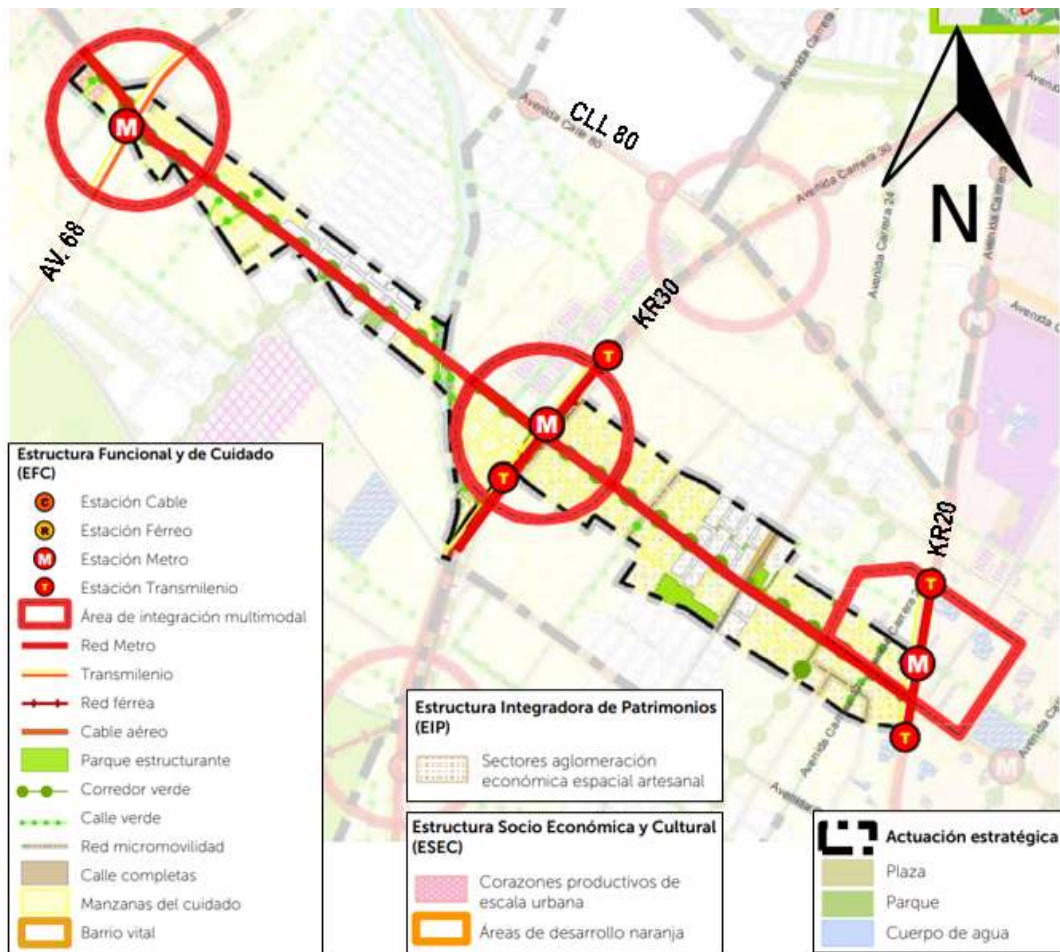 CLL 80
Avenida Calle 80
Avenida Carrera 30
Avenida Carrera 24
N
AV. 68
KR30
KR20
M
M
M
T
T
T
T
Estructura Funcional y de Cuidado
(EFC)
C Estación Cable
R Estación Férreo
M Estación Metro
T Estación Transmilenio
Área de integración multimodal
Red Metro
Transmilenio
Red férrea
Cable aéreo
Parque estructurante
Corredor verde
Calle verde
Red micromovilidad
Calle completas
Manzanas del cuidado
Barrio vital
Estructura Integradora de Patrimonios
(EIP)
Sectores aglomeración
económica espacial artesanal
Estructura Socio Económica y Cultural
(ESEC)
Corazones productivos de
escala urbana
Áreas de desarrollo naranja
Actuación estratégica
Plaza
Parque
Cuerpo de agua